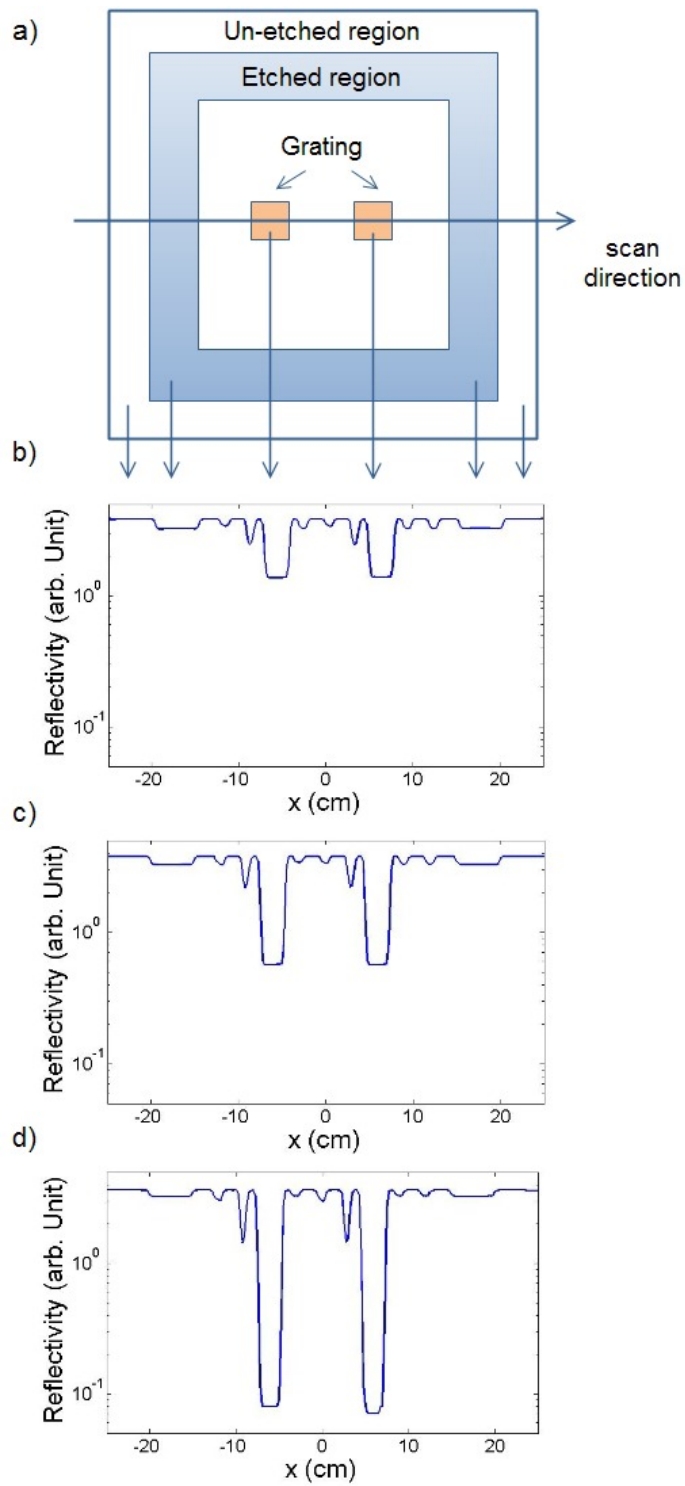 a)
Un-etched region
Etched region
Grating
scan
direction
b)
Reflectivity (arb. Unit)
10^0
10^-1
-20 -10 0 10 20
x (cm)
c)
Reflectivity (arb. Unit)
10^0
10^-1
-20 -10 0 10 20
x (cm)
d)
Reflectivity (arb. Unit)
10^0
10^-1
-20 -10 0 10 20
x (cm)